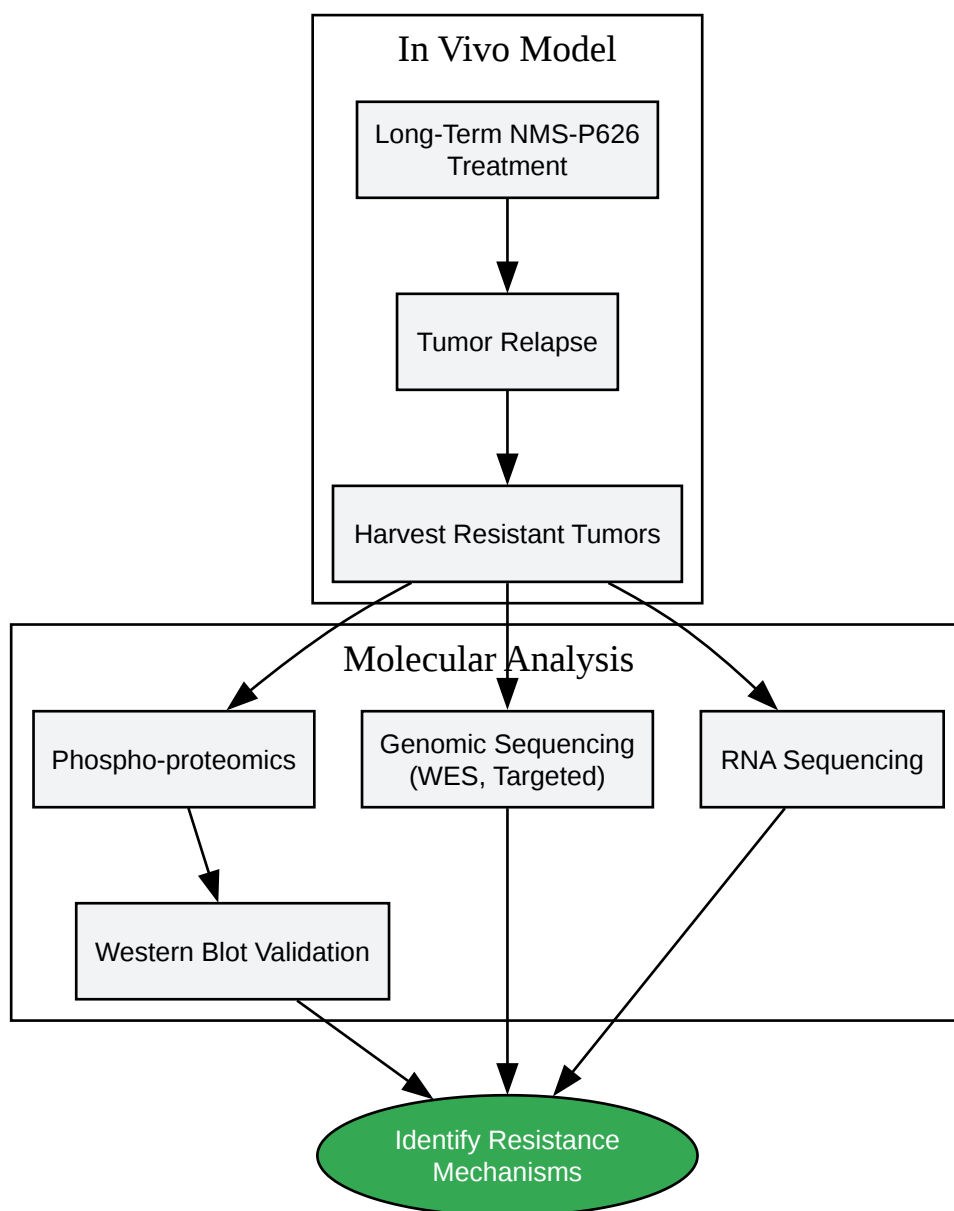 In Vivo Model
Long-Term NMS-P626
Treatment
Tumor Relapse
Harvest Resistant Tumors
Molecular Analysis
Phospho-proteomics
Genomic Sequencing
(WES, Targeted)
RNA Sequencing
Western Blot Validation
Identify Resistance
Mechanisms